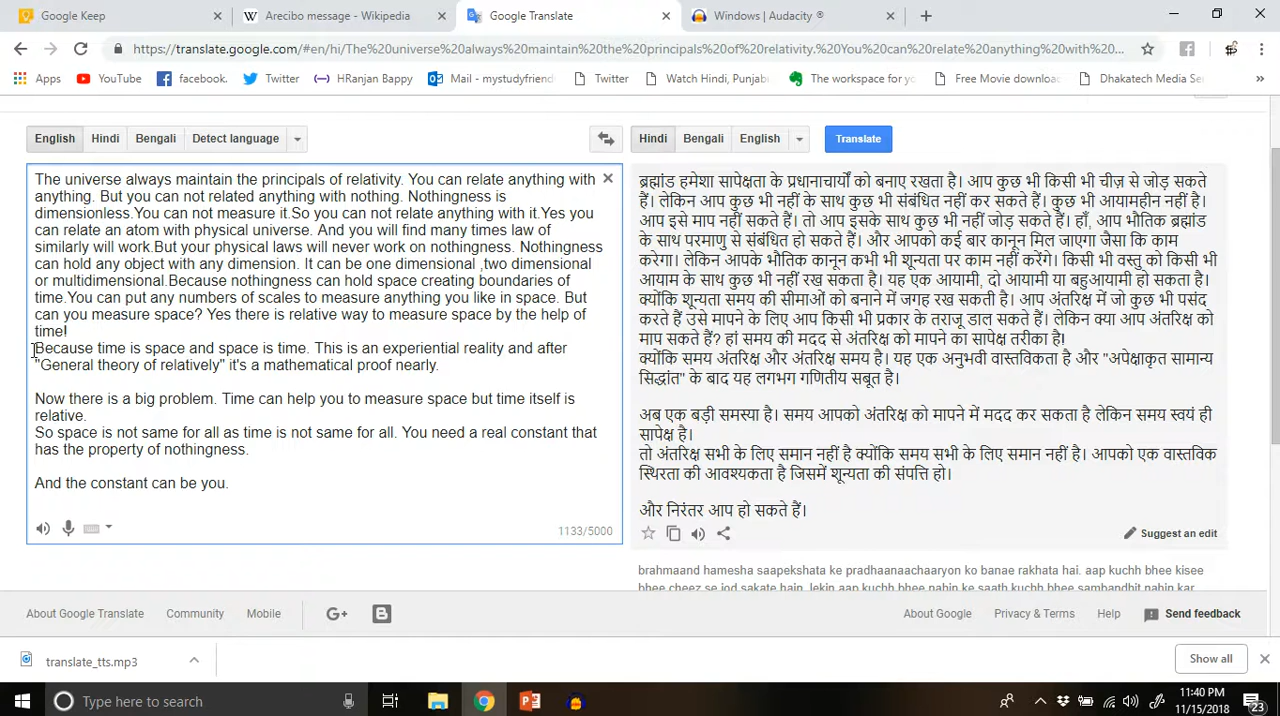 Google Keep
Arecibo message - Wikipedia
Google Translate
Windows | Audacity ®
https://translate.google.com/#en/hi/The%20universe%20always%20maintain%20the%20principals%20of%20relativity.%20You%20can%20relate%20anything%20with%20...
Apps
YouTube
facebook.
Twitter
HRanjan Bappy
Mail - mystudyfriend
Twitter
Watch Hindi, Punjab
The workspace for yo
Free Movie download
Dhakatech Media Se
»
English
Hindi
Bengali
Detect language
Hindi
Bengali
English
Translate
The universe always maintain the principals of relativity. You can relate anything with
anything. But you can not related anything with nothing. Nothingness is
dimensionless.You can not measure it.So you can not relate anything with it.Yes you
can relate an atom with physical universe. And you will find many times law of
similarly will work.But your physical laws will never work on nothingness. Nothingness
can hold any object with any dimension. It can be one dimensional ,two dimensional
or multidimensional.Because nothingness can hold space creating boundaries of
time.You can put any numbers of scales to measure anything you like in space. But
can you measure space? Yes there is relative way to measure space by the help of
time!
Because time is space and space is time. This is an experiential reality and after
"General theory of relatively" it's a mathematical proof nearly.
Now there is a big problem. Time can help you to measure space but time itself is
relative.
So space is not same for all as time is not same for all. You need a real constant that
has the property of nothingness.
And the constant can be you.
1133/5000
ब्रह्मांड हमेशा सापेक्षता के प्रधानाचार्यों को बनाए रखता है। आप कुछ भी किसी भी चीज़ से जोड़ सकते
हैं। लेकिन आप कुछ भी नहीं के साथ कुछ भी संबंधित नहीं कर सकते हैं। कुछ भी आयामहीन नहीं है।
आप इसे माप नहीं सकते हैं। तो आप इसके साथ कुछ भी नहीं जोड़ सकते हैं। हाँ, आप भौतिक ब्रह्मांड
के साथ परमाणु से संबंधित हो सकते हैं। और आपको कई बार कानून मिल जाएगा जैसा कि काम
करेगा। लेकिन आपके भौतिक कानून कभी भी शून्यता पर काम नहीं करेंगे। किसी भी वस्तु को किसी भी
आयाम के साथ कुछ भी नहीं रख सकता है। यह एक आयामी, दो आयामी या बहुआयामी हो सकता है।
क्योंकि शून्यता समय की सीमाओं को बनाने में जगह रख सकती है। आप अंतरिक्ष में जो कुछ भी पसंद
करते हैं उसे मापने के लिए आप किसी भी प्रकार के तराजू डाल सकते हैं। लेकिन क्या आप अंतरिक्ष को
माप सकते हैं? हां समय की मदद से अंतरिक्ष को मापने का सापेक्ष तरीका है!
क्योंकि समय अंतरिक्ष और अंतरिक्ष समय है। यह एक अनुभवी वास्तविकता है और "अपेक्षाकृत सामान्य
सिद्धांत" के बाद यह लगभग गणितीय सबूत है।
अब एक बड़ी समस्या है। समय आपको अंतरिक्ष को मापने में मदद कर सकता है लेकिन समय स्वयं ही
सापेक्ष है।
तो अंतरिक्ष सभी के लिए समान नहीं है क्योंकि समय सभी के लिए समान नहीं है। आपको एक वास्तविक
स्थिरता की आवश्यकता है जिसमें शून्यता की संपत्ति हो।
और निरंतर आप हो सकते हैं।
Suggest an edit
brahmaand hamesha saapekshata ke pradhaanaachaaryon ko banae rakhata hai. aap kuchh bhee kisee
bhee cheez se jod sakate hain. lekin aap kuchh bhee nahin ke saath kuchh bhee sambandhit nahin kar
About Google Translate
Community
Mobile
G+
About Google
Privacy & Terms
Help
Send feedback
translate_tts.mp3
Show all
Type here to search
11:40 PM
11/15/2018
23